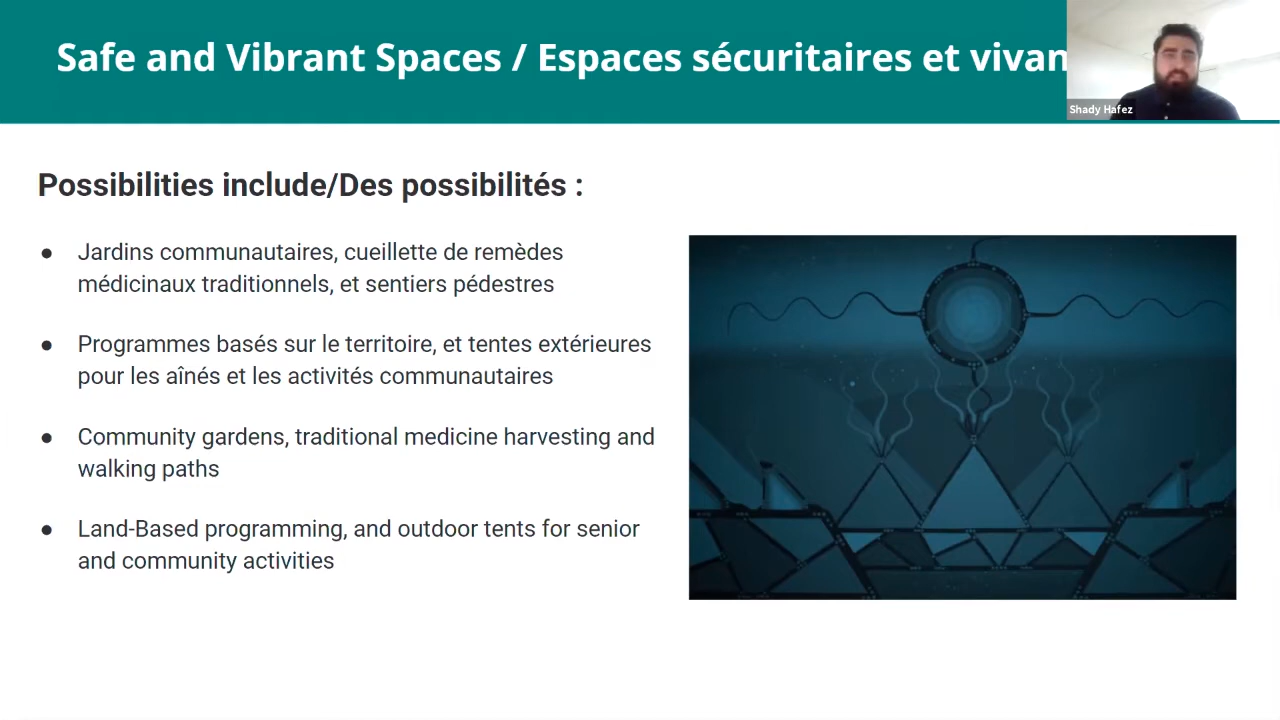 Safe and Vibrant Spaces / Espaces sécuritaires et vivan
Shady Hafez
Possibilities include/Des possibilités :
● Jardins communautaires, cueillette de remèdes
médicinaux traditionnels, et sentiers pédestres
● Programmes basés sur le territoire, et tentes extérieures
pour les aînés et les activités communautaires
● Community gardens, traditional medicine harvesting and
walking paths
● Land-Based programming, and outdoor tents for senior
and community activities